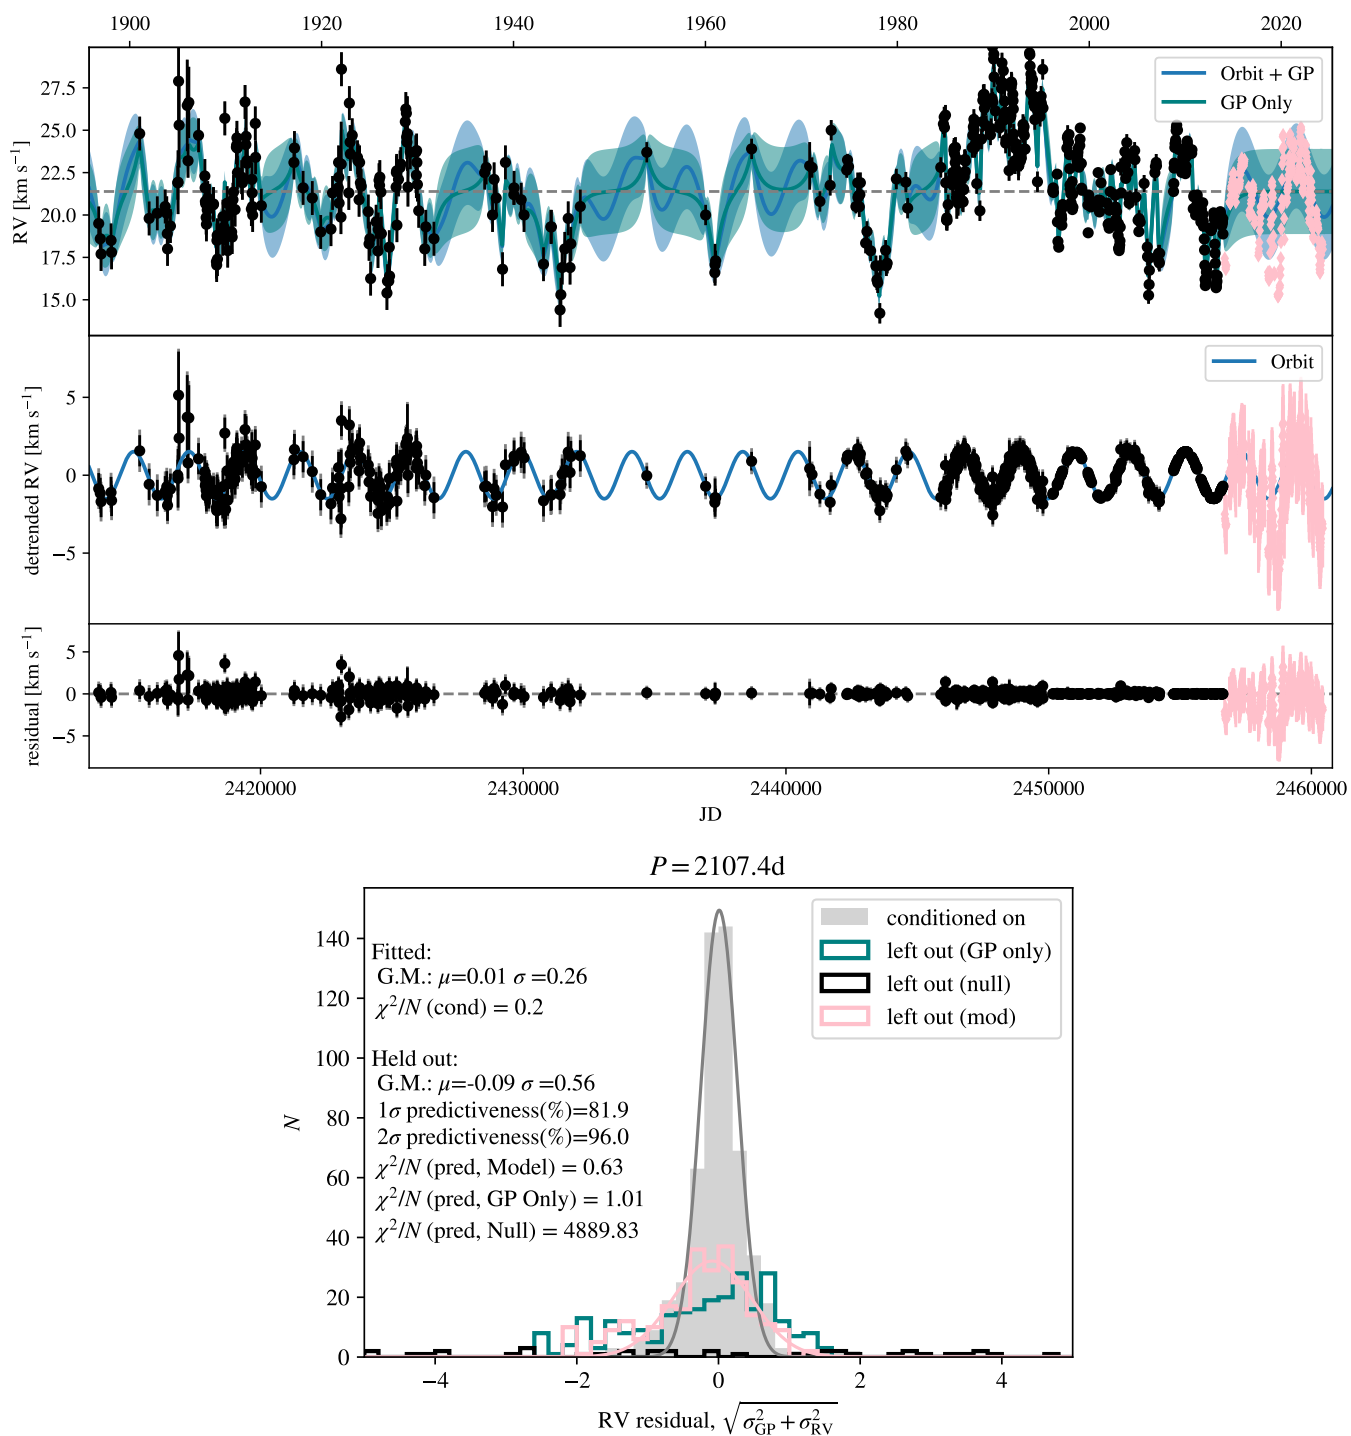 1900 1920 1940 1960 1980 2000 2020
RV [km s⁻¹]
27.5
25.0
22.5
20.0
17.5
15.0
Orbit + GP
GP Only
detrended RV [km s⁻¹]
5
0
−5
Orbit
residual [km s⁻¹]
5
0
−5
2420000 2430000 2440000 2450000 2460000
JD
P = 2107.4d
N
140
120
100
80
60
40
20
0
Fitted:
G.M.: μ=0.01 σ =0.26
χ²/N (cond) = 0.2
Held out:
G.M.: μ=-0.09 σ =0.56
1σ predictiveness(%)=81.9
2σ predictiveness(%)=96.0
χ²/N (pred, Model) = 0.63
χ²/N (pred, GP Only) = 1.01
χ²/N (pred, Null) = 4889.83
conditioned on
left out (GP only)
left out (null)
left out (mod)
−4 −2 0 2 4
RV residual, √(σ²_GP + σ²_RV)